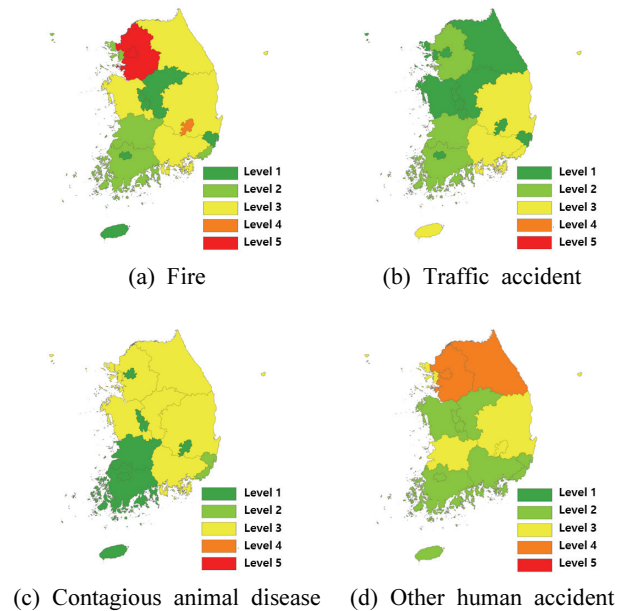 Level 1
Level 2
Level 3
Level 4
Level 5
(a) Fire
Level 1
Level 2
Level 3
Level 4
Level 5
(b) Traffic accident
Level 1
Level 2
Level 3
Level 4
Level 5
(c) Contagious animal disease
Level 1
Level 2
Level 3
Level 4
Level 5
(d) Other human accident